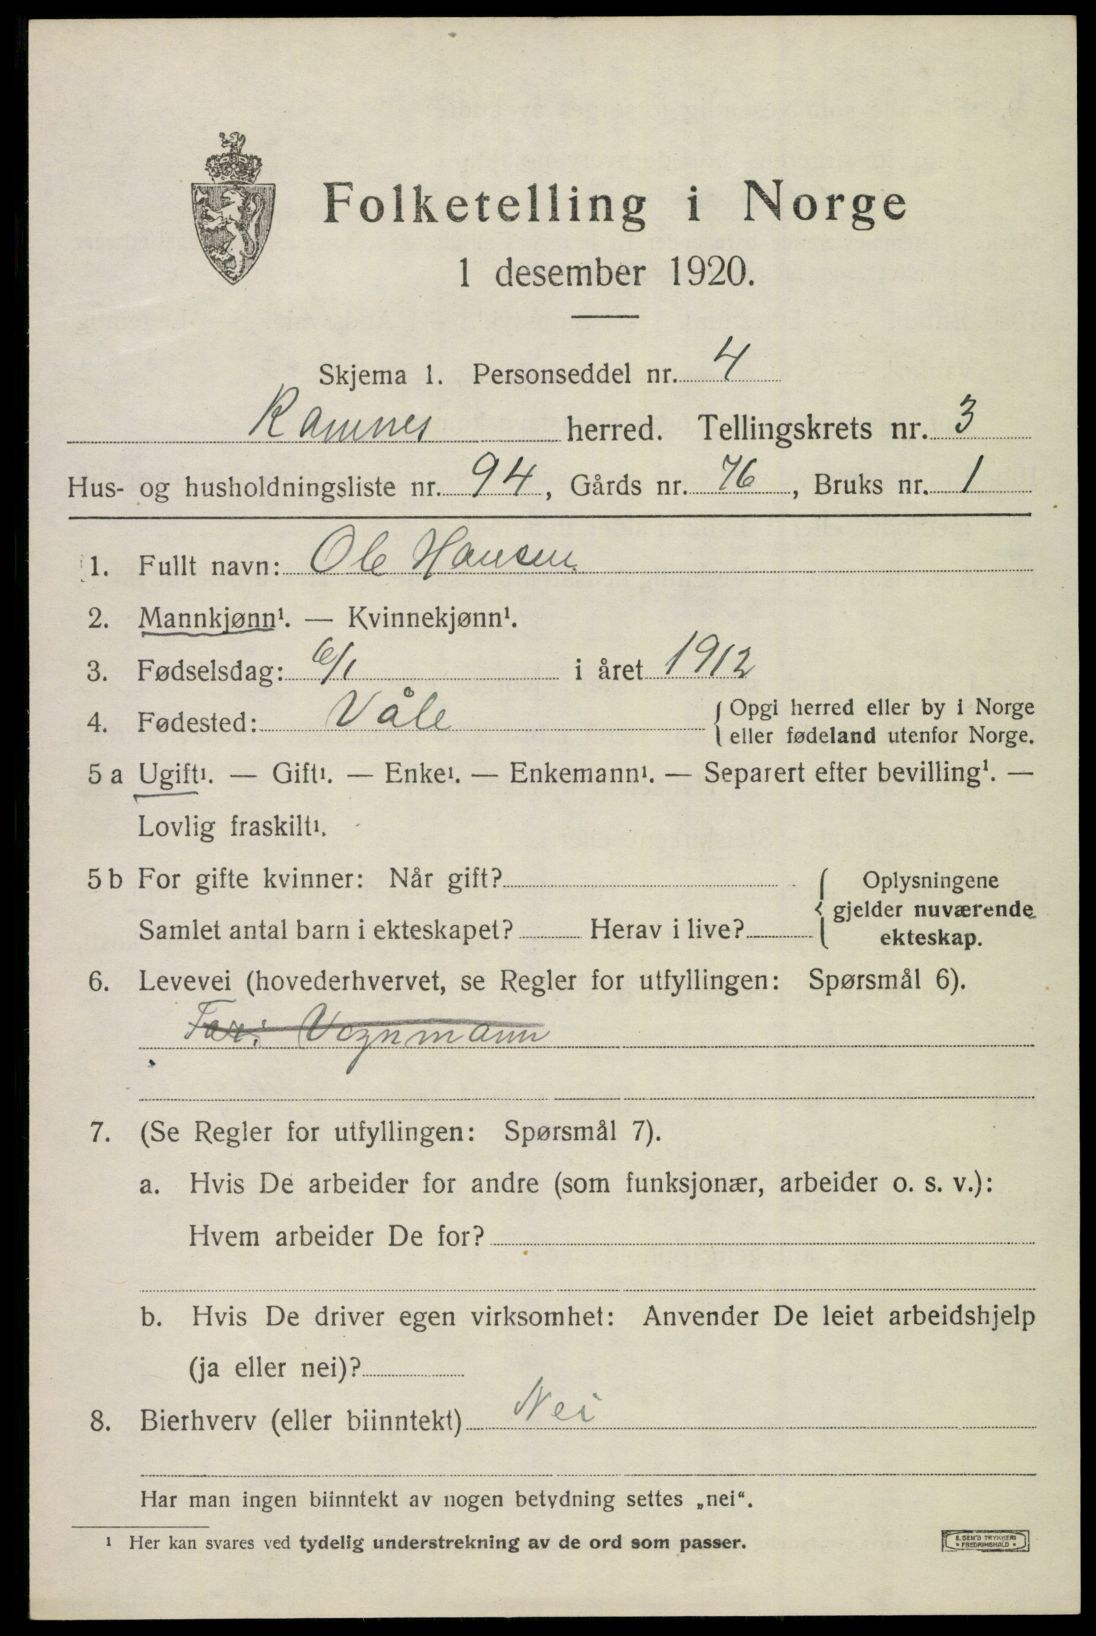 Folketelling i Norge
1 desember 1920.
Skjema 1. Personseddel nr. 4
Ramnes herred. Tellingskrets nr. 3
Hus- og husholdningsliste nr. 94, Gårds nr. 76, Bruks nr. 1
1. Fullt navn: Ole Hansen
2. Mannkjønn¹. — Kvinnekjønn¹.
3. Fødselsdag: 6/1 i året 1912
4. Fødested: Våle { Opgi herred eller by i Norge
eller fødeland utenfor Norge.
5 a Ugift¹. — Gift¹. — Enke¹. — Enkemann¹. — Separert efter bevilling¹. —
Lovlig fraskilt¹.
5 b For gifte kvinner: Når gift? { Oplysningene
gjelder nuværende
Samlet antal barn i ekteskapet? Herav i live? ekteskap.
6. Levevei (hovederhvervet, se Regler for utfyllingen: Spørsmål 6).
Far: Vognmann
7. (Se Regler for utfyllingen: Spørsmål 7).
a. Hvis De arbeider for andre (som funksjonær, arbeider o. s. v.):
Hvem arbeider De for?
b. Hvis De driver egen virksomhet: Anvender De leiet arbeidshjelp
(ja eller nei)?
8. Bierhverv (eller biinntekt) Nei
Har man ingen biinntekt av nogen betydning settes „nei“.
¹ Her kan svares ved tydelig understrekning av de ord som passer.
FREDRIKSHALD